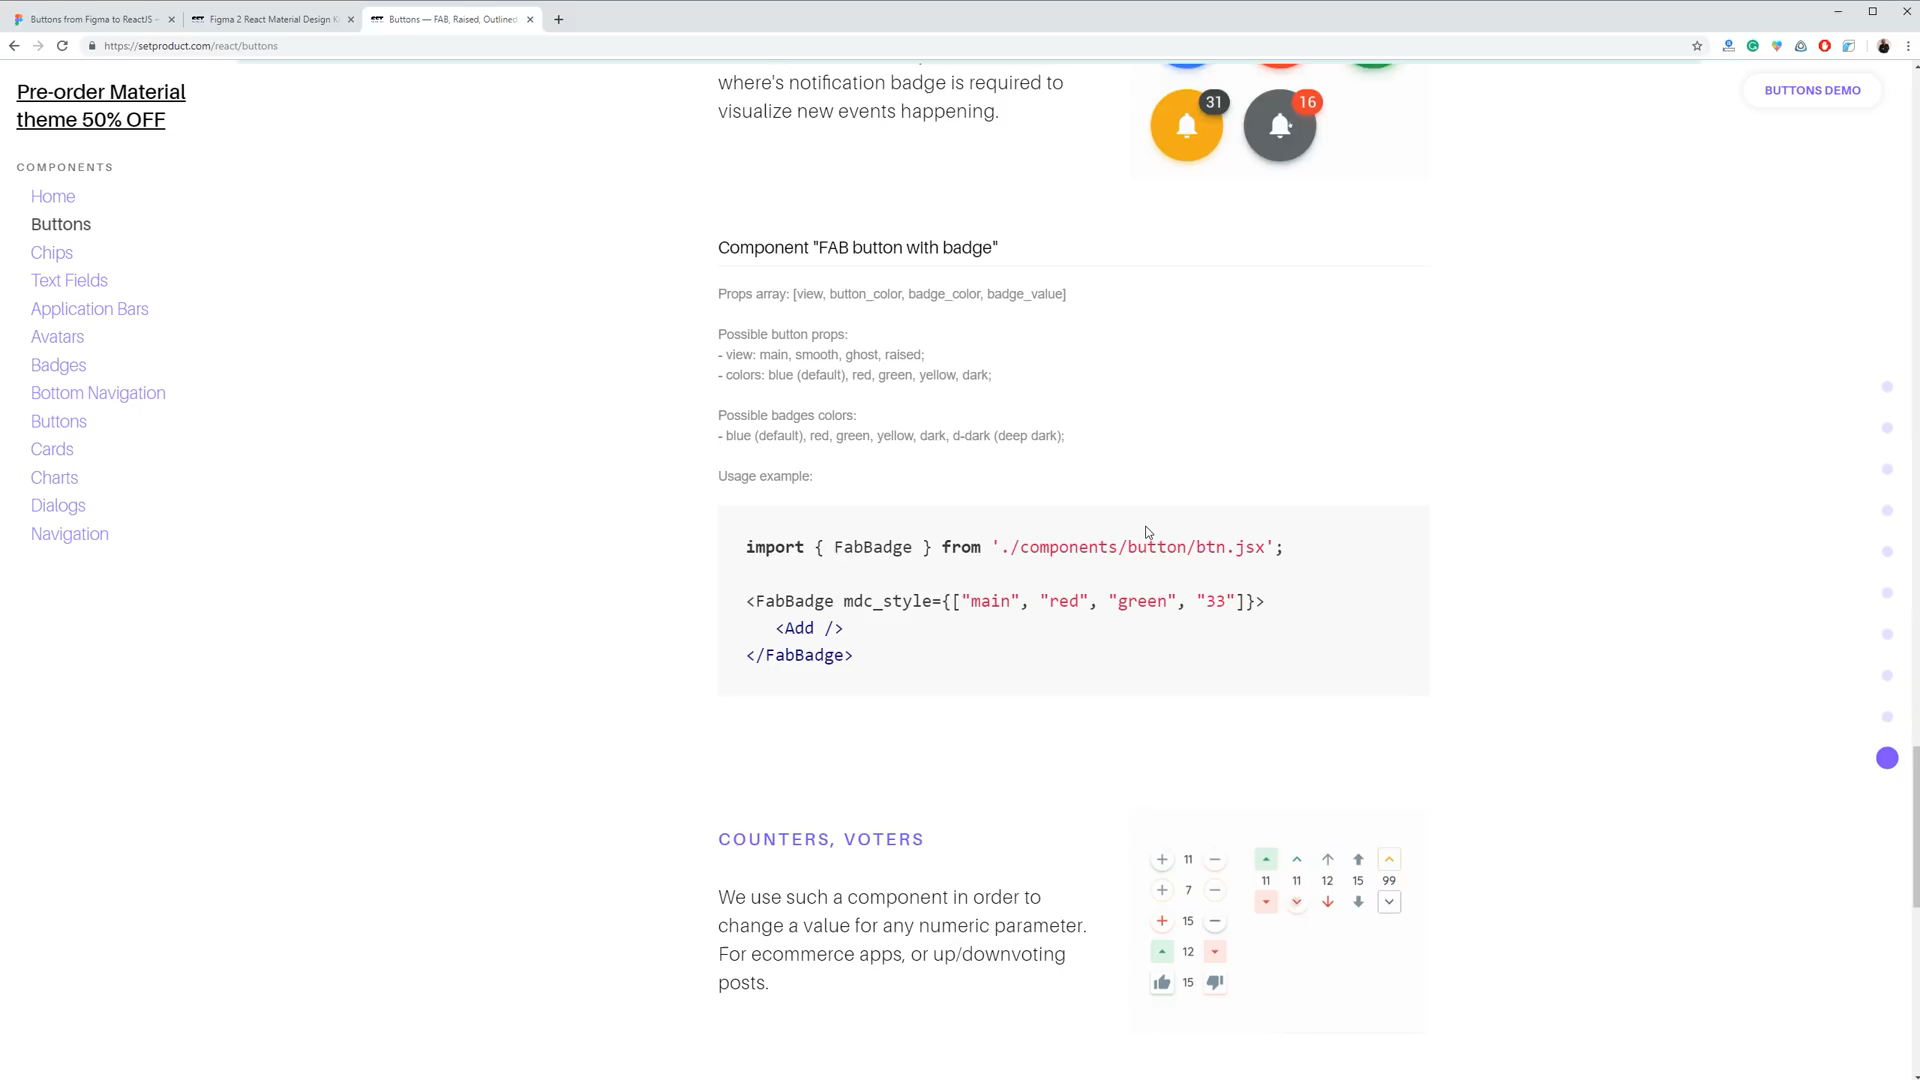 Buttons from Figma to ReactJS -
Figma 2 React Material Design K
Buttons — FAB, Raised, Outlined
https://setproduct.com/react/buttons
Pre-order Material
theme 50% OFF
COMPONENTS
Home
Buttons
Chips
Text Fields
Application Bars
Avatars
Badges
Bottom Navigation
Buttons
Cards
Charts
Dialogs
Navigation
BUTTONS DEMO
where's notification badge is required to
visualize new events happening.
31
16
Component "FAB button with badge"
Props array: [view, button_color, badge_color, badge_value]
Possible button props:
- view: main, smooth, ghost, raised;
- colors: blue (default), red, green, yellow, dark;
Possible badges colors:
- blue (default), red, green, yellow, dark, d-dark (deep dark);
Usage example:
import { FabBadge } from './components/button/btn.jsx';
<FabBadge mdc_style={["main", "red", "green", "33"]}>
<Add />
</FabBadge>
COUNTERS, VOTERS
We use such a component in order to
change a value for any numeric parameter.
For ecommerce apps, or up/downvoting
posts.
11
7
15
12
15
11 11 12 15 99